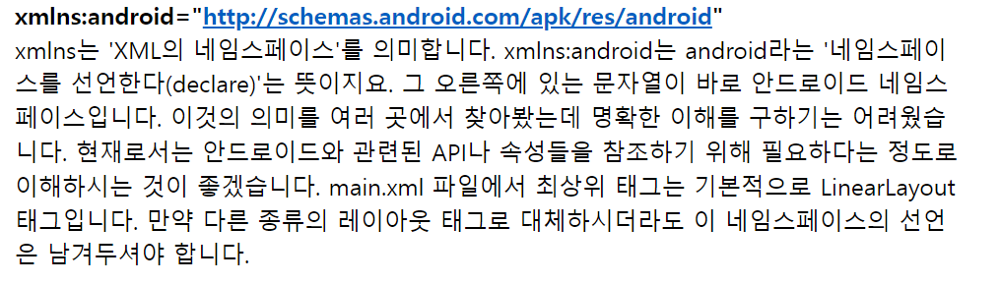 xmlns:android="http://schemas.android.com/apk/res/android"
xmlns는 'XML의 네임스페이스'를 의미합니다. xmlns:android는 android라는 '네임스페이
스를 선언한다(declare)'는 뜻이지요. 그 오른쪽에 있는 문자열이 바로 안드로이드 네임스
페이스입니다. 이것의 의미를 여러 곳에서 찾아봤는데 명확한 이해를 구하기는 어려웠습
니다. 현재로서는 안드로이드와 관련된 API나 속성들을 참조하기 위해 필요하다는 정도로
이해하시는 것이 좋겠습니다. main.xml 파일에서 최상위 태그는 기본적으로 LinearLayout
태그입니다. 만약 다른 종류의 레이아웃 태그로 대체하시더라도 이 네임스페이스의 선언
은 남겨두셔야 합니다.